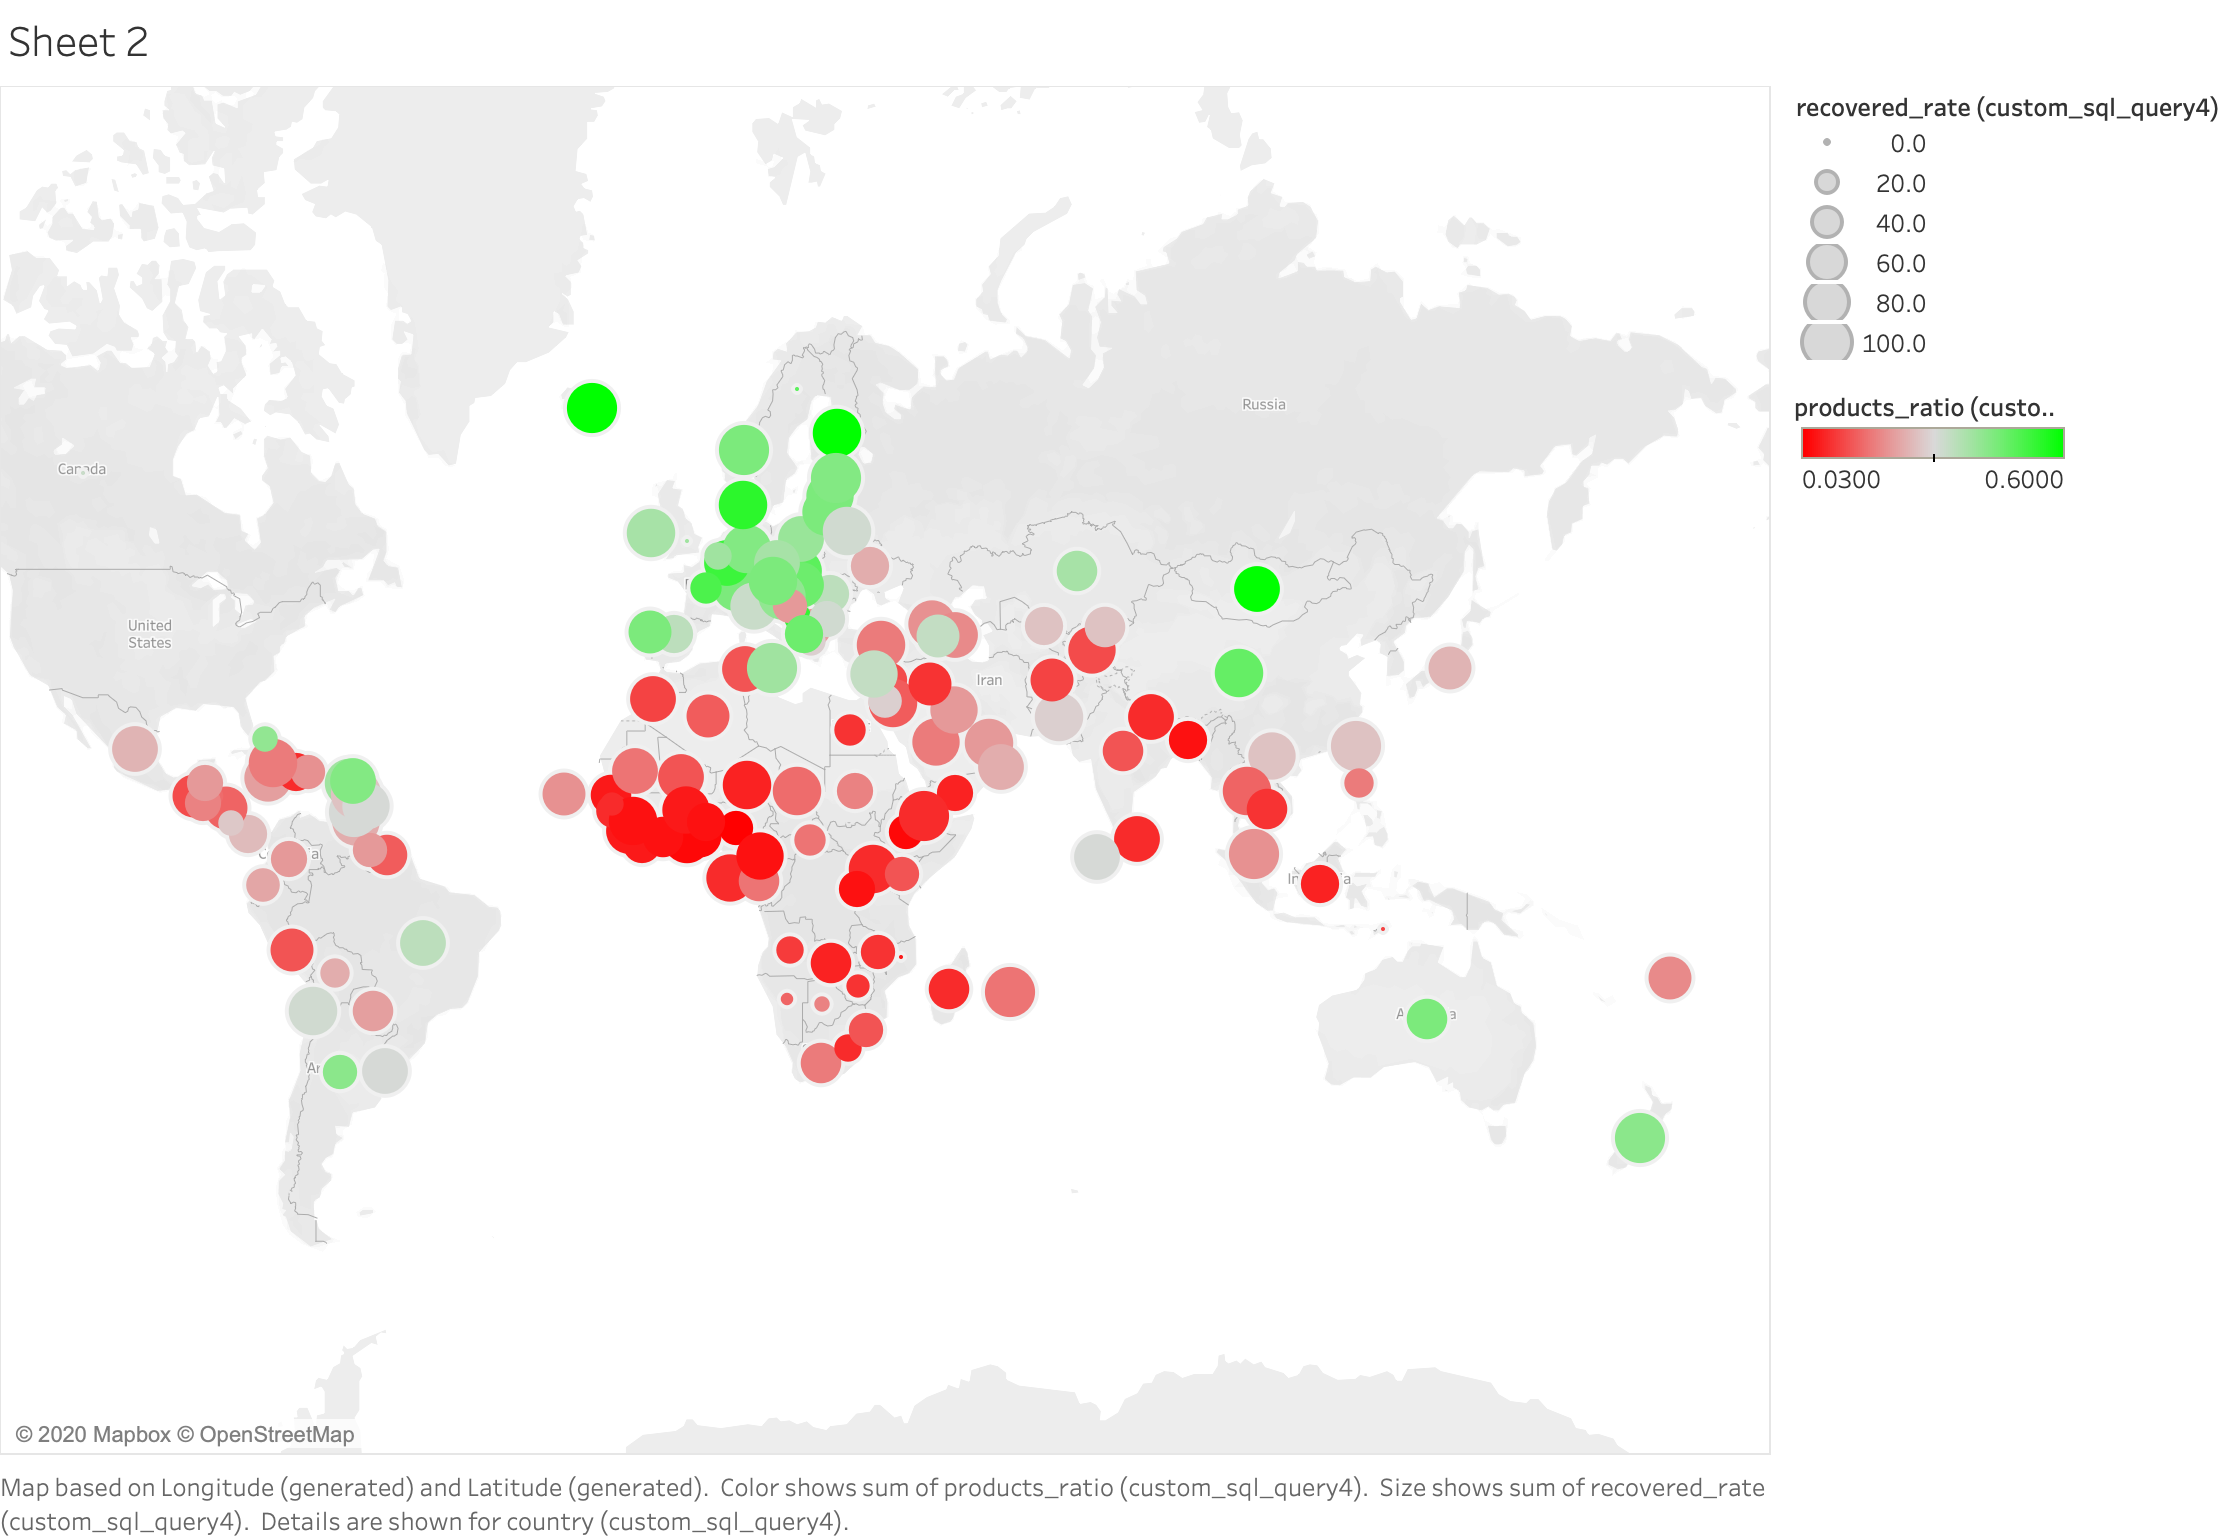 Sheet 2
recovered_rate (custom_sql_query4)
0.0
20.0
40.0
60.0
80.0
100.0
products_ratio (custo..
0.0300 0.6000
Russia
Canada
United
States
Iran
© 2020 Mapbox © OpenStreetMap
Map based on Longitude (generated) and Latitude (generated).  Color shows sum of products_ratio (custom_sql_query4).  Size shows sum of recovered_rate
(custom_sql_query4).  Details are shown for country (custom_sql_query4).